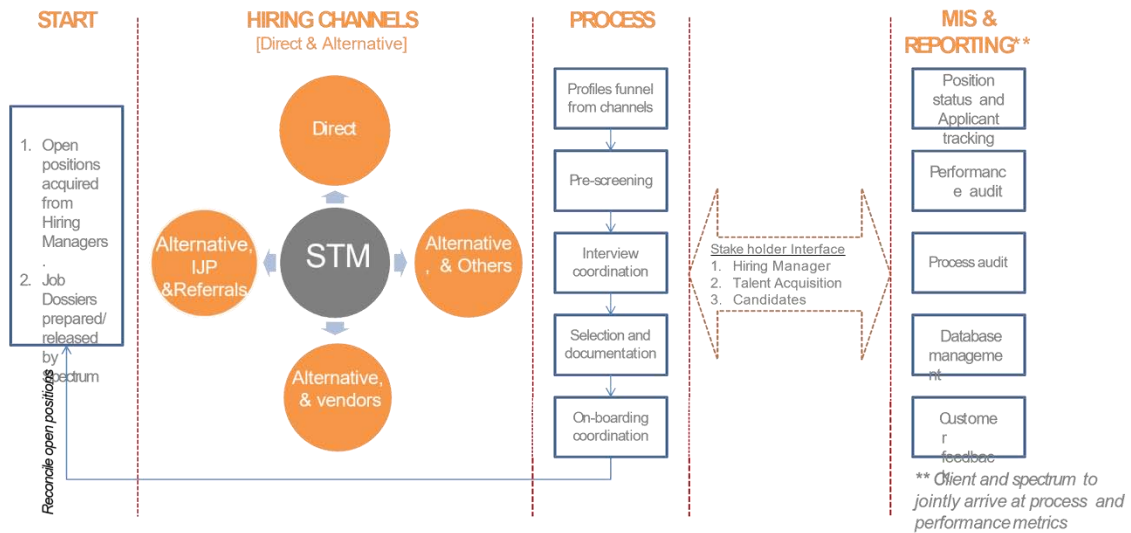 START
1. Open
positions
acquired
from
Hiring
Managers
.
2. Job
Dossiers
prepared/
released
by
Spectrum
Reconcile open positions
HIRING CHANNELS
[Direct & Alternative]
Direct
Alternative,
IJP
&Referrals
STM
Alternative
, & Others
Alternative,
& vendors
PROCESS
Profiles funnel
from channels
Pre-screening
Interview
coordination
Selection and
documentation
On-boarding
coordination
Stake holder Interface
1. Hiring Manager
2. Talent Acquisition
3. Candidates
MIS &
REPORTING**
Position
status and
Applicant
tracking
Performanc
e audit
Process audit
Database
manageme
nt
Custome
r
feedbac
k
** Client and spectrum to
jointly arrive at process and
performance metrics